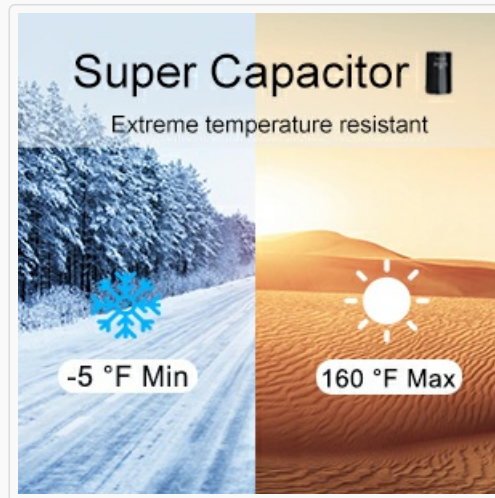 Super Capacitor
Extreme temperature resistant
-5 °F Min
160 °F Max